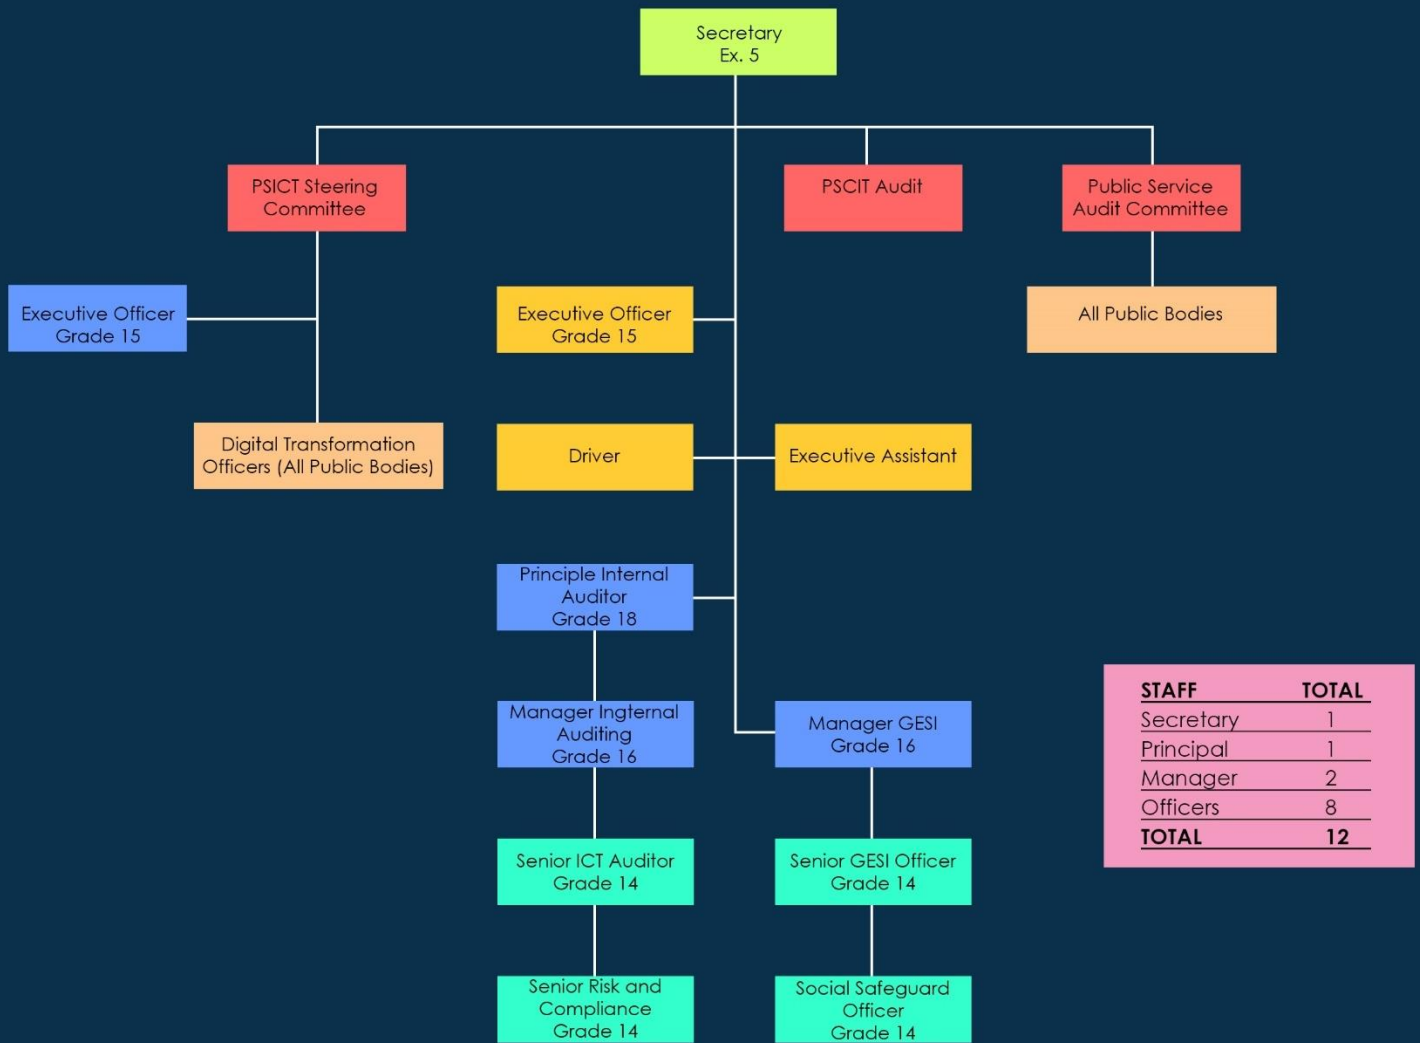 Secretary
Ex. 5
PSICT Steering
Committee
PSCIT Audit
Public Service
Audit Committee
Executive Officer
Grade 15
Executive Officer
Grade 15
All Public Bodies
Digital Transformation
Officers (All Public Bodies)
Driver
Executive Assistant
Principle Internal
Auditor
Grade 18
Manager Ingternal
Auditing
Grade 16
Manager GESI
Grade 16
Senior ICT Auditor
Grade 14
Senior GESI Officer
Grade 14
Senior Risk and
Compliance
Grade 14
Social Safeguard
Officer
Grade 14
STAFF TOTAL
Secretary 1
Principal 1
Manager 2
Officers 8
TOTAL 12